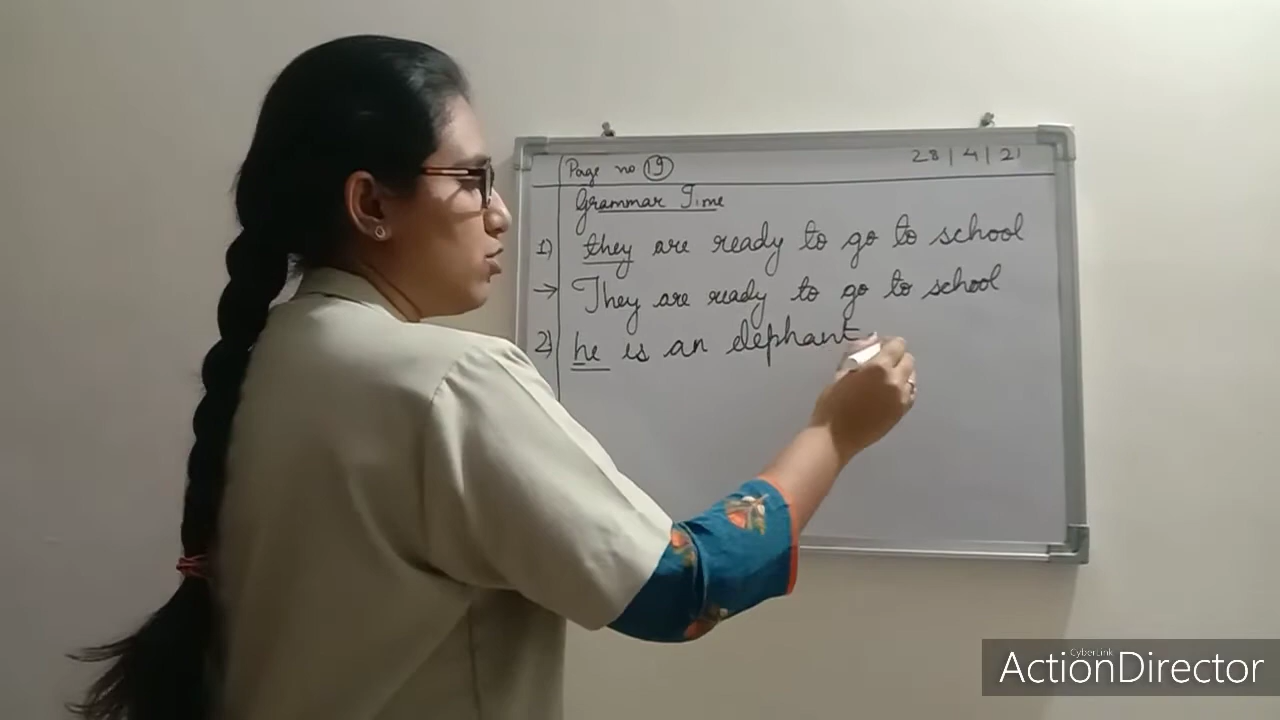 Page no 19
28 | 4 | 21
Grammar Time
1) they are ready to go to school
→ They are ready to go to school
2) he is an elephant
CyberLink
ActionDirector